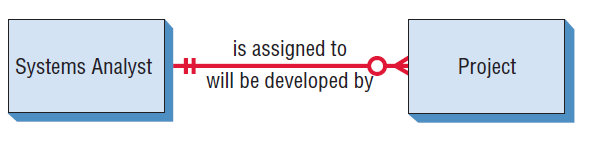 Systems Analyst
is assigned to
will be developed by
Project